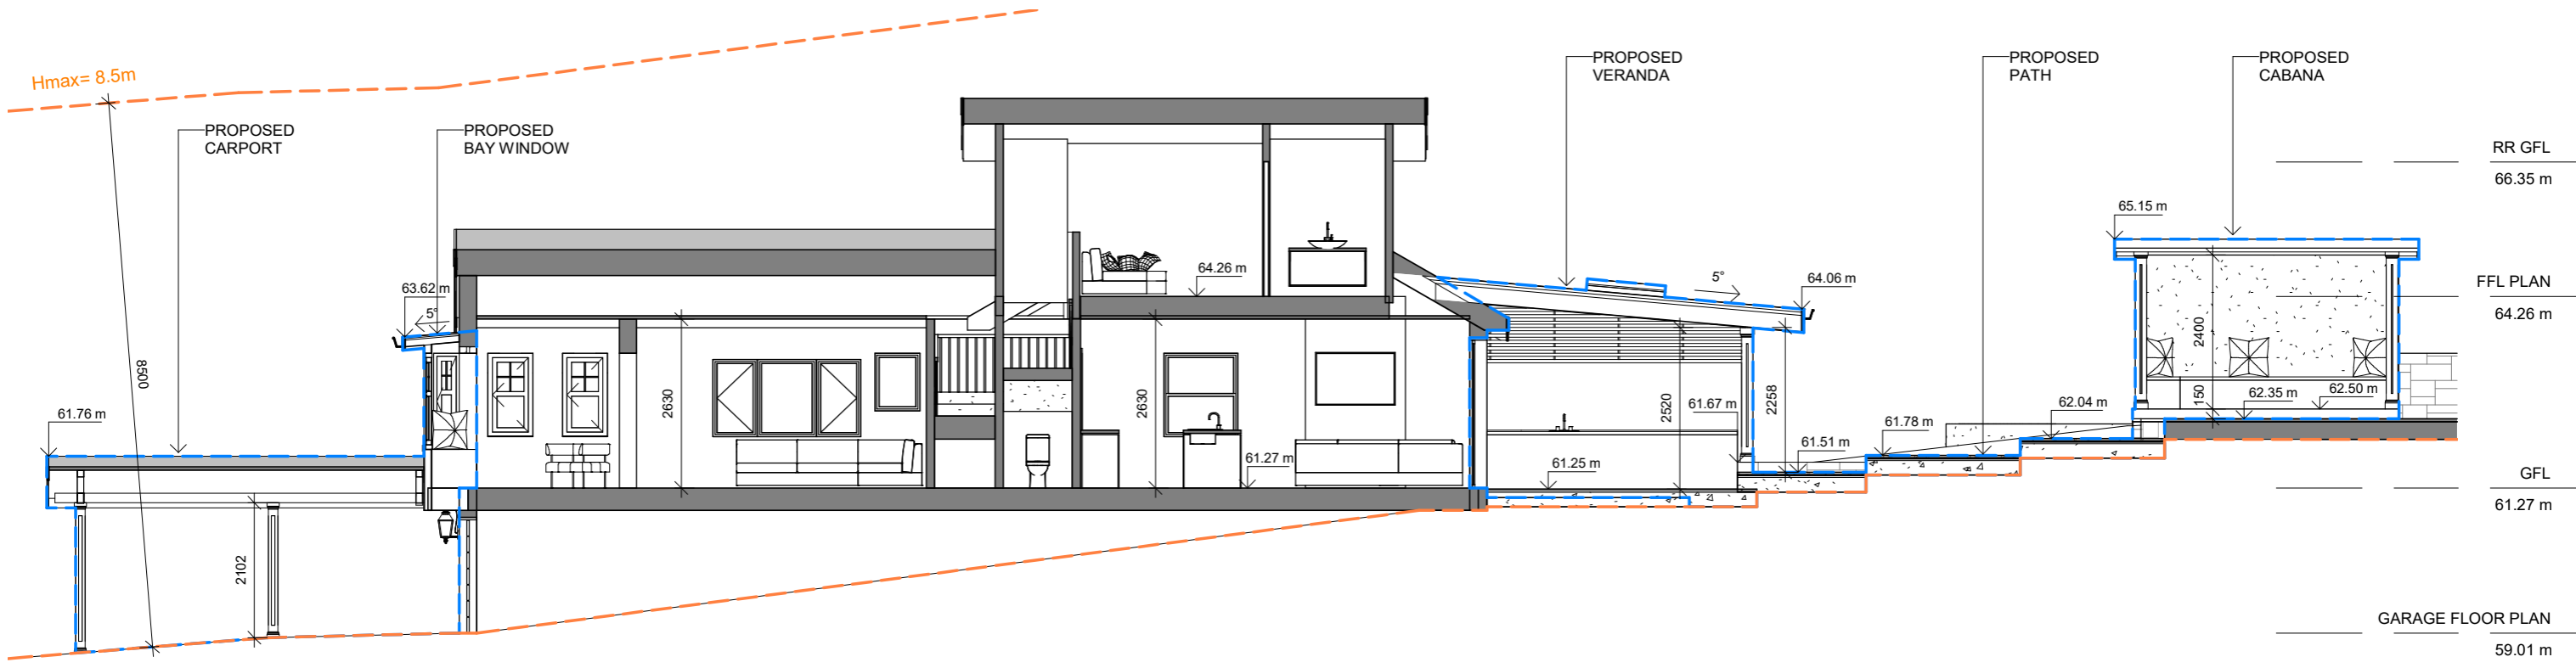 Hmax= 8.5m
PROPOSED
CARPORT
PROPOSED
BAY WINDOW
PROPOSED
VERANDA
PROPOSED
PATH
PROPOSED
CABANA
RR GFL
66.35 m
65.15 m
FFL PLAN
64.26 m
64.26 m
5°
64.06 m
63.62 m
5°
8500
2630
2630
2520
2258
2400
150
61.76 m
61.67 m
61.78 m
62.04 m
62.35 m
62.50 m
61.27 m
61.25 m
61.51 m
GFL
61.27 m
2102
GARAGE FLOOR PLAN
59.01 m